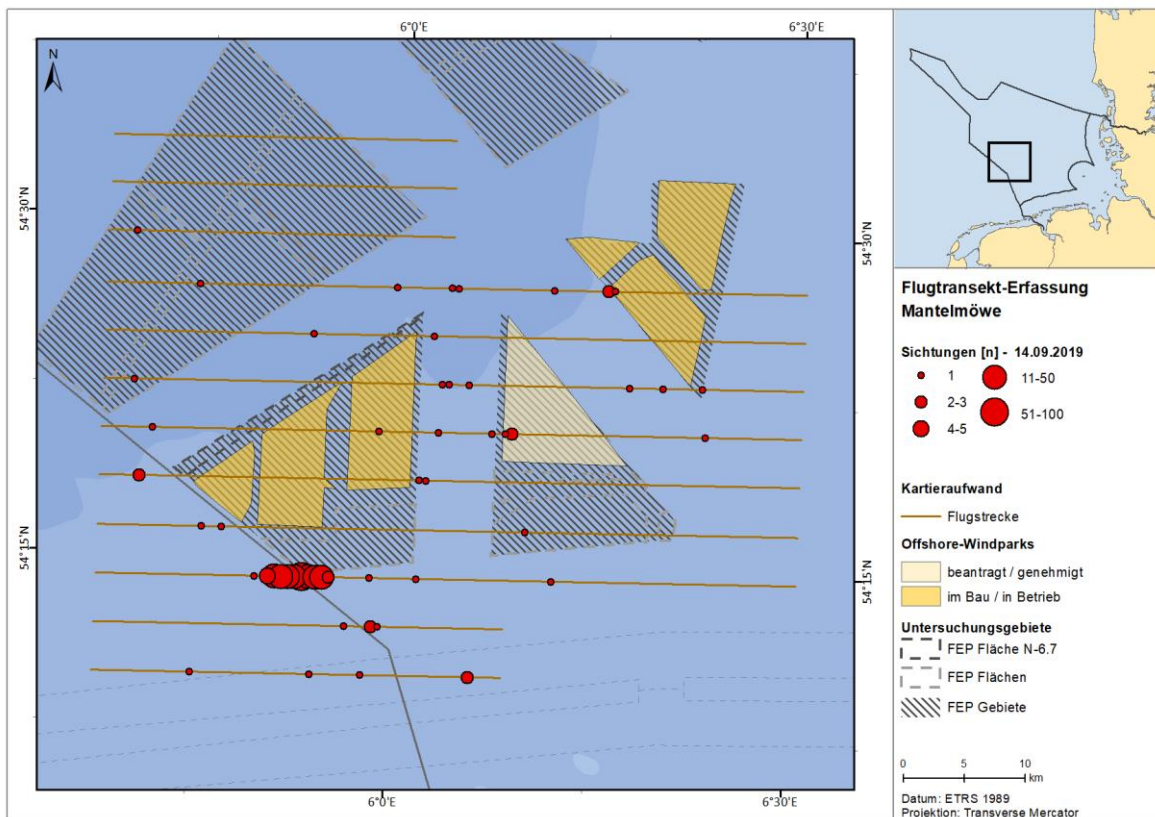 6°0'E
6°30'E
N
54°30'N
54°30'N
54°15'N
54°15'N
6°0'E
6°30'E
Flugtransekt-Erfassung
Mantelmöwe
Sichtungen [n] - 14.09.2019
1
11-50
2-3
51-100
4-5
Kartieraufwand
Flugstrecke
Offshore-Windparks
beantragt / genehmigt
im Bau / in Betrieb
Untersuchungsgebiete
FEP Fläche N-6.7
FEP Flächen
FEP Gebiete
0 5 10
km
Datum: ETRS 1989
Projektion: Transverse Mercator